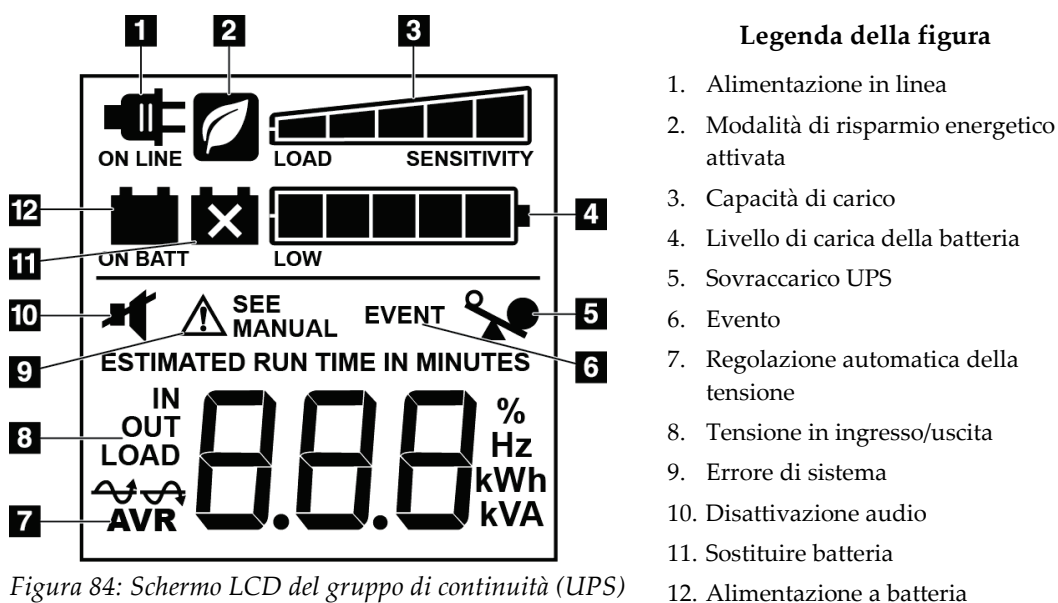 1 2 3
ON LINE LOAD SENSITIVITY
12 4
11 ON BATT LOW
10 SEE MANUAL EVENT 5
9 6
ESTIMATED RUN TIME IN MINUTES
IN %
8 OUT 8.8.8 Hz
LOAD kWh
7 AVR kVA
Figura 84: Schermo LCD del gruppo di continuità (UPS)
Legenda della figura
1. Alimentazione in linea
2. Modalità di risparmio energetico
attivata
3. Capacità di carico
4. Livello di carica della batteria
5. Sovraccarico UPS
6. Evento
7. Regolazione automatica della
tensione
8. Tensione in ingresso/uscita
9. Errore di sistema
10. Disattivazione audio
11. Sostituire batteria
12. Alimentazione a batteria